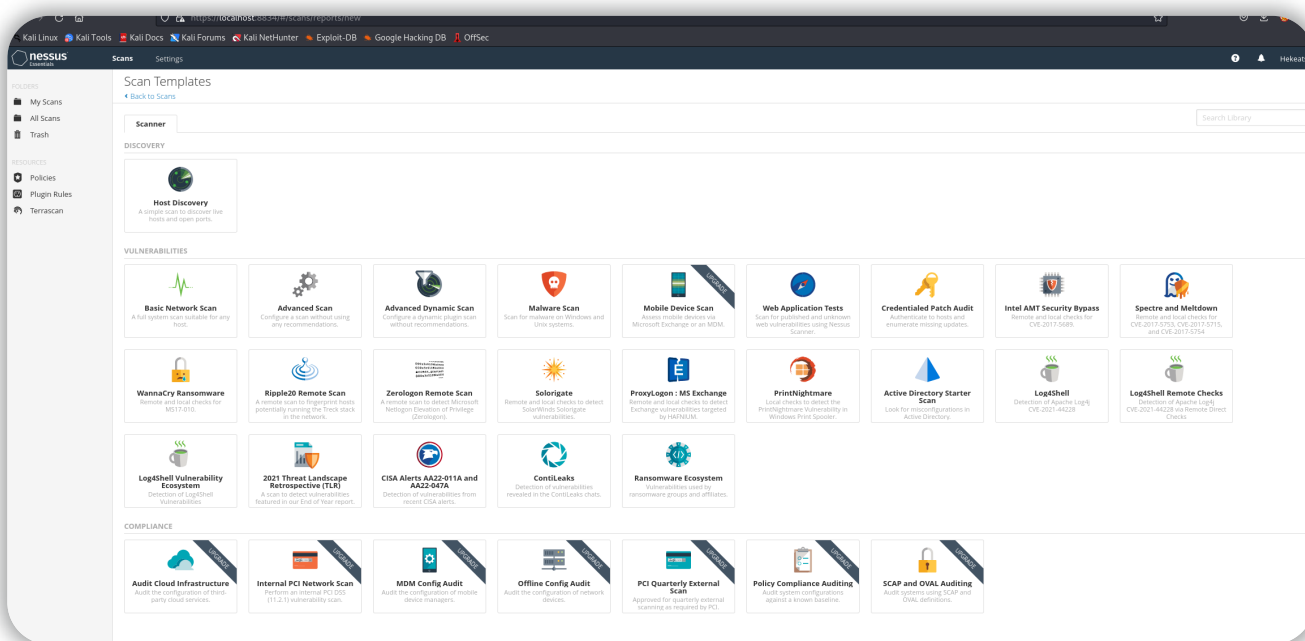 https://localhost:8834/#/scans/reports/new
Kali Linux Kali Tools Kali Docs Kali Forums Kali NetHunter Exploit-DB Google Hacking DB OffSec
nessus Essentials Scans Settings Hekeats
FOLDERS
My Scans
All Scans
Trash
RESOURCES
Policies
Plugin Rules
Terrascan
Scan Templates
Back to Scans
Scanner
Search Library
DISCOVERY
Host Discovery
A simple scan to discover live
hosts and open ports.
VULNERABILITIES
Basic Network Scan
A full system scan suitable for any
host.
Advanced Scan
Configure a scan without using
any recommendations.
Advanced Dynamic Scan
Configure a dynamic plugin scan
without recommendations.
Malware Scan
Scan for malware on Windows and
Unix systems.
UPGRADE
Mobile Device Scan
Assess mobile devices via
Microsoft Exchange or an MDM.
Web Application Tests
Scan for published and unknown
web vulnerabilities using Nessus
Scanner.
Credentialed Patch Audit
Authenticate to hosts and
enumerate missing updates.
Intel AMT Security Bypass
Remote and local checks for
CVE-2017-5689.
Spectre and Meltdown
Remote and local checks for
CVE-2017-5753, CVE-2017-5715,
and CVE-2017-5754
WannaCry Ransomware
Remote and local checks for
MS17-010.
Ripple20 Remote Scan
A remote scan to fingerprint hosts
potentially running the Treck stack
in the network.
Zerologon Remote Scan
A remote scan to detect Microsoft
Netlogon Elevation of Privilege
(Zerologon).
Solorigate
Remote and local checks to detect
SolarWinds Solorigate
vulnerabilities.
ProxyLogon : MS Exchange
Remote and local checks to detect
Exchange vulnerabilities targeted
by HAFNIUM.
PrintNightmare
Local checks to detect the
PrintNightmare Vulnerability in
Windows Print Spooler.
Active Directory Starter
Scan
Look for misconfigurations in
Active Directory.
Log4Shell
Detection of Apache Log4j
CVE-2021-44228
Log4Shell Remote Checks
Detection of Apache Log4j
CVE-2021-44228 via Remote Direct
Checks
Log4Shell Vulnerability
Ecosystem
Detection of Log4Shell
Vulnerabilities
2021 Threat Landscape
Retrospective (TLR)
A scan to detect vulnerabilities
featured in our End of Year report.
CISA Alerts AA22-011A and
AA22-047A
Detection of vulnerabilities from
recent CISA alerts.
ContiLeaks
Detection of vulnerabilities
revealed in the ContiLeaks chats.
Ransomware Ecosystem
Vulnerabilities used by
ransomware groups and affiliates.
COMPLIANCE
UPGRADE
Audit Cloud Infrastructure
Audit the configuration of third-
party cloud services.
UPGRADE
Internal PCI Network Scan
Perform an internal PCI DSS
(11.2.1) vulnerability scan.
UPGRADE
MDM Config Audit
Audit the configuration of mobile
device managers.
UPGRADE
Offline Config Audit
Audit the configuration of network
devices.
UPGRADE
PCI Quarterly External
Scan
Approved for quarterly external
scanning as required by PCI.
UPGRADE
Policy Compliance Auditing
Audit system configurations
against a known baseline.
UPGRADE
SCAP and OVAL Auditing
Audit systems using SCAP and
OVAL definitions.